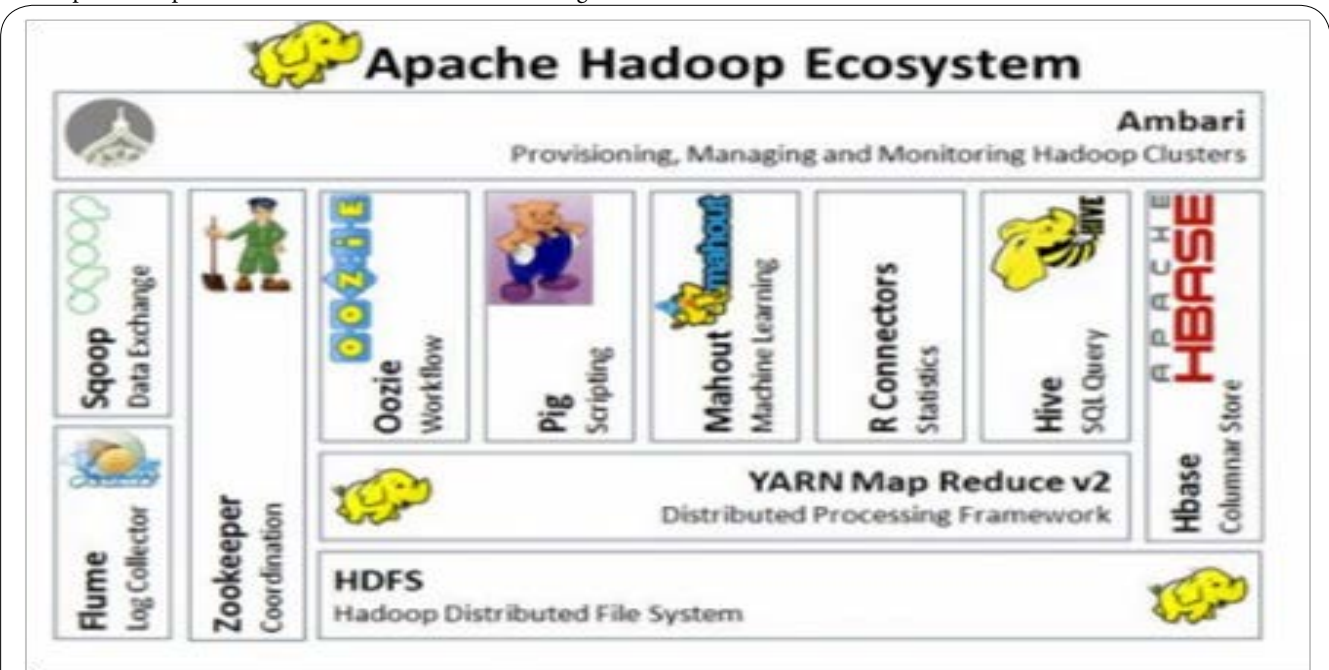 Apache Hadoop Ecosystem
Ambari
Provisioning, Managing and Monitoring Hadoop Clusters
Sqoop
Data Exchange
Flume
Log Collector
Zookeeper
Coordination
OOZIE
Oozie
Workflow
Pig
Scripting
mahout
Mahout
Machine Learning
R Connectors
Statistics
HIVE
Hive
SQL Query
APACHE
HBASE
Hbase
Columnar Store
YARN Map Reduce v2
Distributed Processing Framework
HDFS
Hadoop Distributed File System